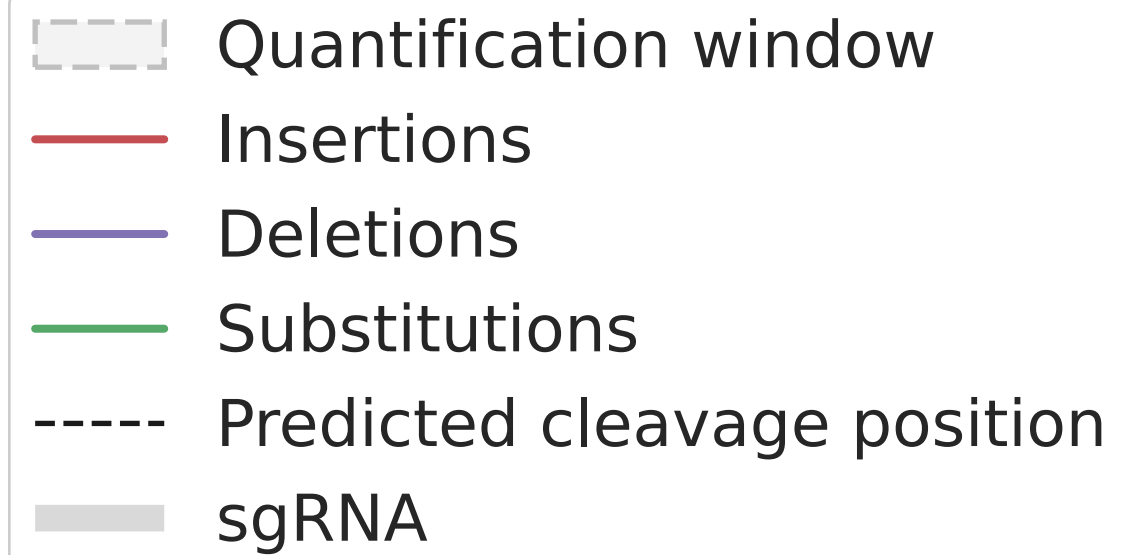 Quantification window
Insertions
Deletions
Substitutions
Predicted cleavage position
sgRNA